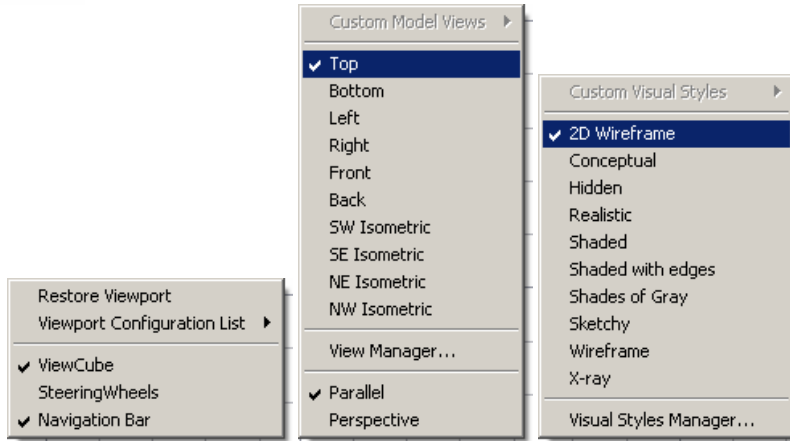 Restore Viewport
Viewport Configuration List
ViewCube
SteeringWheels
Navigation Bar
Custom Model Views
Top
Bottom
Left
Right
Front
Back
SW Isometric
SE Isometric
NE Isometric
NW Isometric
View Manager...
Parallel
Perspective
Custom Visual Styles
2D Wireframe
Conceptual
Hidden
Realistic
Shaded
Shaded with edges
Shades of Gray
Sketchy
Wireframe
X-ray
Visual Styles Manager...